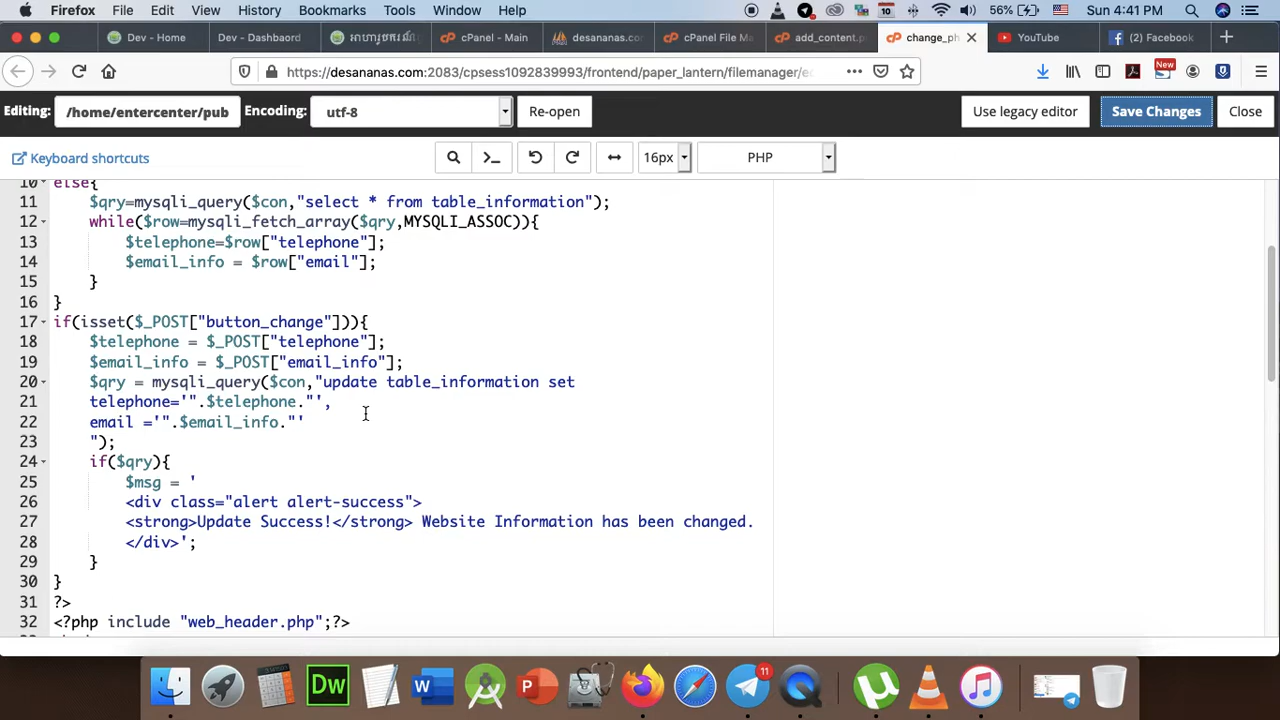 Firefox File Edit View History Bookmarks Tools Window Help 56% Sun 4:41 PM
Dev - Home Dev - Dashbaord cPanel - Main desananas.co cPanel File Ma add_content.p change_ph YouTube (2) Facebook
https://desananas.com:2083/cpsess1092839993/frontend/paper_lantern/filemanager/e New
Editing: /home/entercenter/pub Encoding: utf-8 Re-open Use legacy editor Save Changes Close
Keyboard shortcuts 16px PHP
10 else{
11 $qry=mysqli_query($con,"select * from table_information");
12 while($row=mysqli_fetch_array($qry,MYSQLI_ASSOC)){
13 $telephone=$row["telephone"];
14 $email_info = $row["email"];
15 }
16 }
17 if(isset($_POST["button_change"])){
18 $telephone = $_POST["telephone"];
19 $email_info = $_POST["email_info"];
20 $qry = mysqli_query($con,"update table_information set
21 telephone='".$telephone."',
22 email ='".$email_info."'
23 ");
24 if($qry){
25 $msg = '
26 <div class="alert alert-success">
27 <strong>Update Success!</strong> Website Information has been changed.
28 </div>';
29 }
30 }
31 ?>
32 <?php include "web_header.php";?>
Dw W P 11